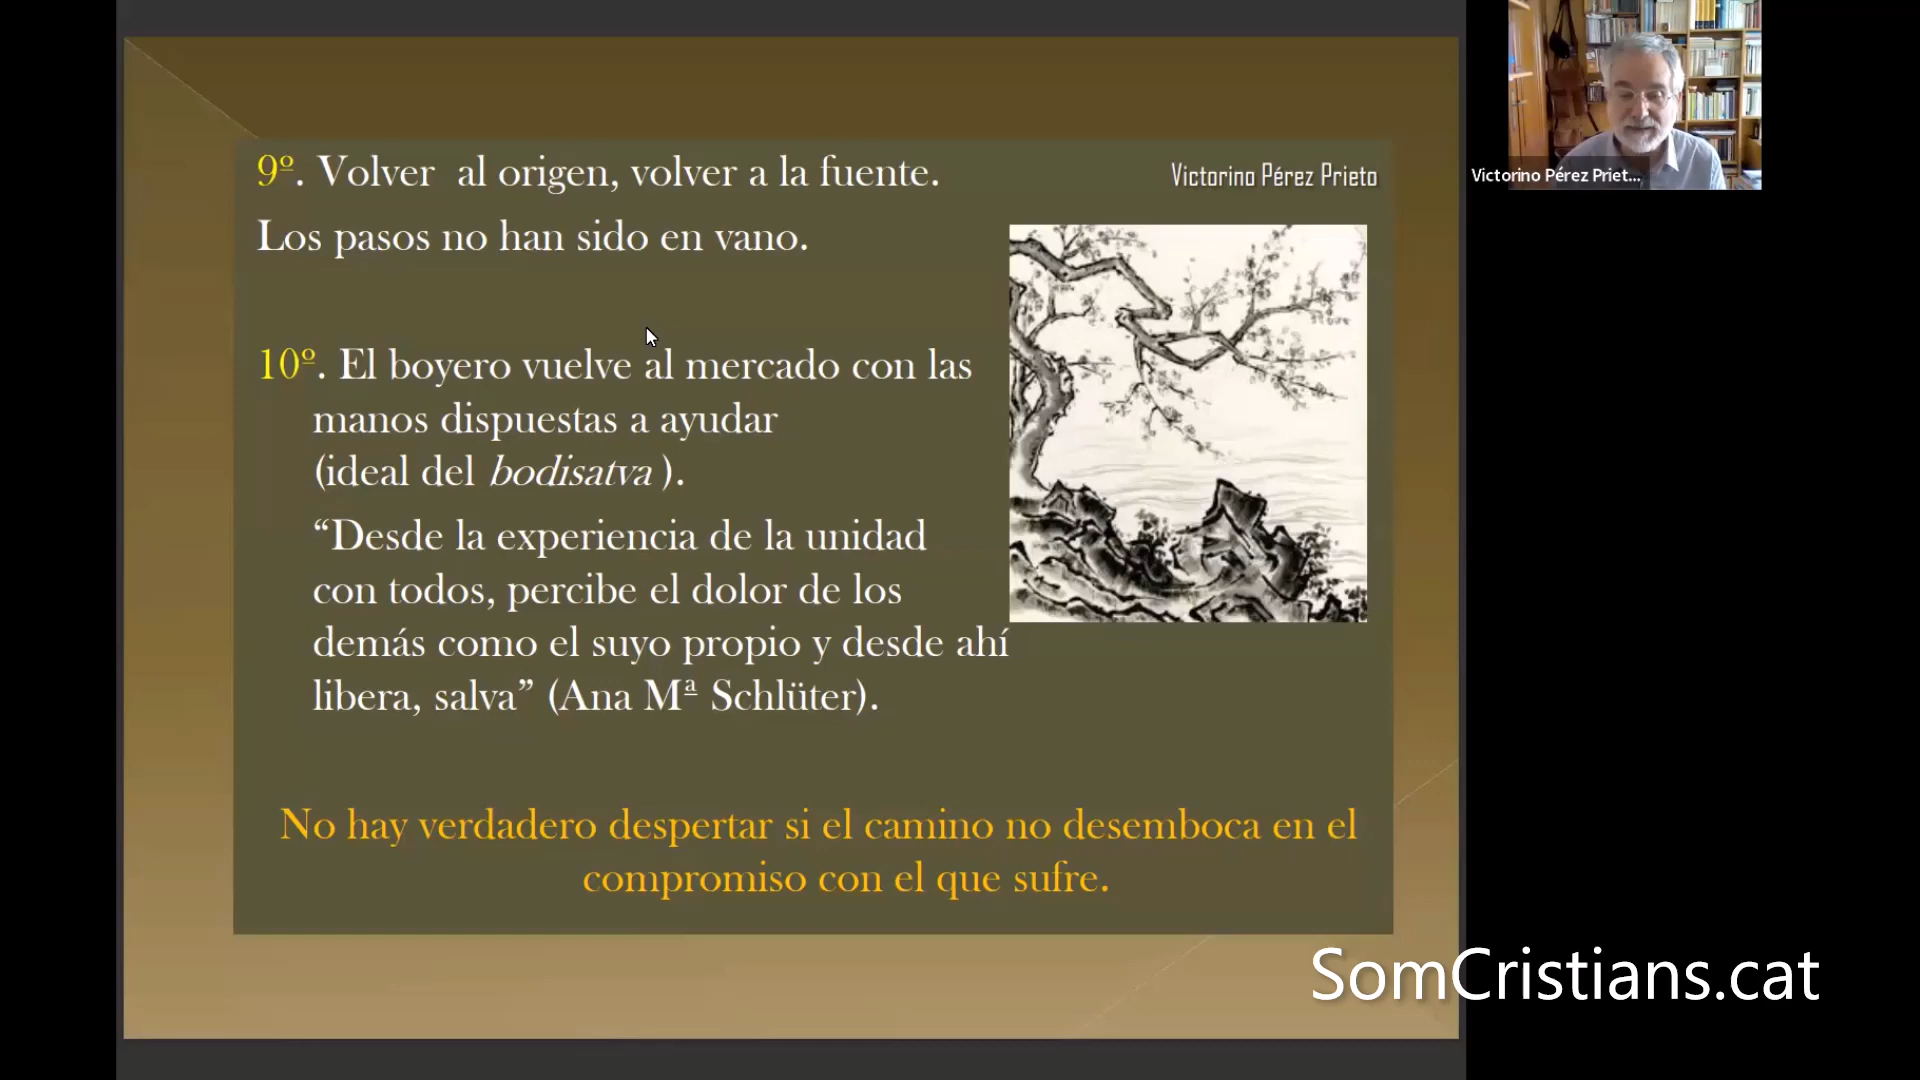 9º. Volver al origen, volver a la fuente.
Victorino Pérez Prieto
Los pasos no han sido en vano.
10º. El boyero vuelve al mercado con las
manos dispuestas a ayudar
(ideal del bodisatva ).
“Desde la experiencia de la unidad
con todos, percibe el dolor de los
demás como el suyo propio y desde ahí
libera, salva” (Ana Mª Schlüter).
No hay verdadero despertar si el camino no desemboca en el
compromiso con el que sufre.
Victorino Pérez Priet...
SomCristians.cat